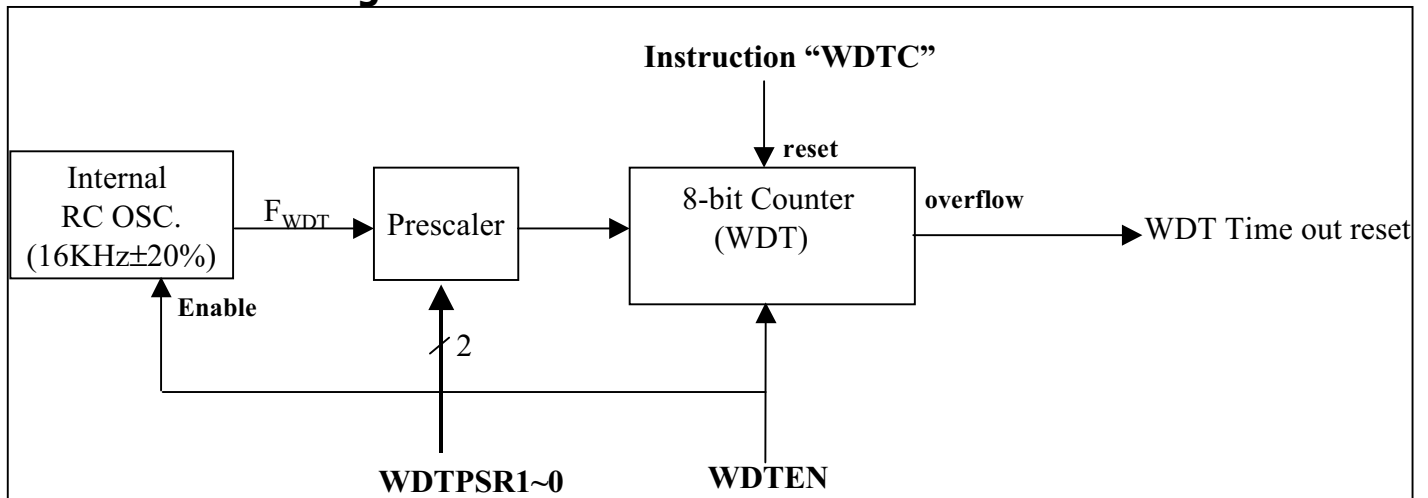 Instruction “WDTC”
reset
Internal
RC OSC.
(16KHz±20%)
F_WDT
Prescaler
8-bit Counter
(WDT)
overflow
WDT Time out reset
Enable
2
WDTPSR1~0
WDTEN